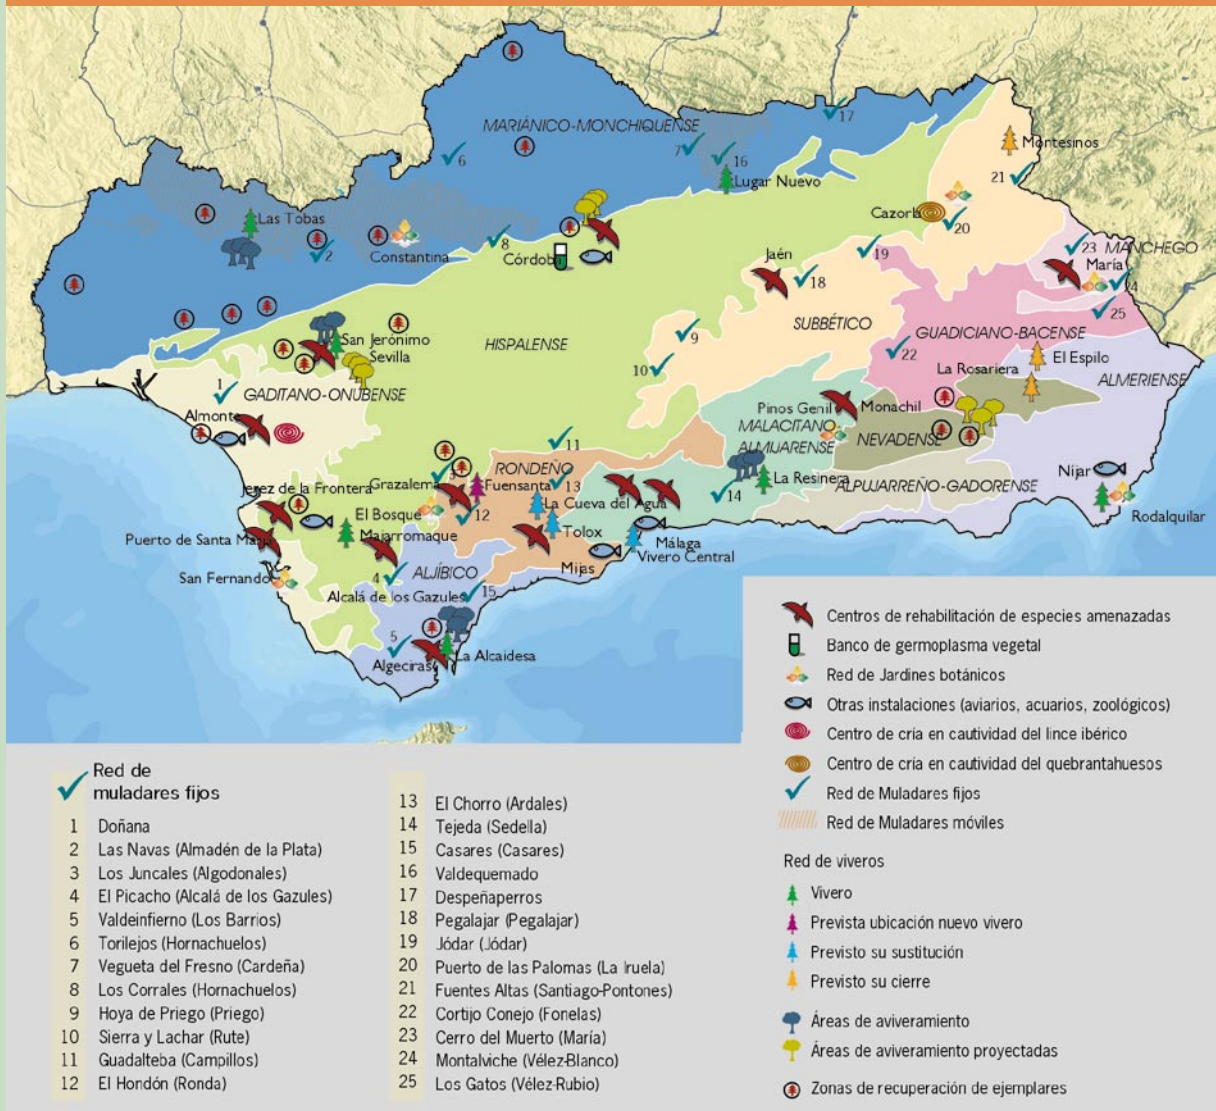 17
MARIÁNICO-MONCHIQUENSE
6
7
16
Montesinos
21
Lugar Nuevo
Las Tobas
Cazorla
20
2
Constantina
8
Córdoba
19
23
MANCHEGO
Jaén
María
24
18
25
San Jerónimo
Sevilla
HISPALENSE
9
SUBBÉTICO
GUADICIANO-BACENSE
22
El Espilo
10
La Rosariera
ALMERIENSE
1
GADITANO-ONUBENSE
Almonte
Pinos Genil
Monachil
MALACITANO-
ALMIJARENSE
NEVADENSE
11
RONDEÑO
3
Grazalema
Fuensanta
13
La Resinera
Níjar
Jerez de la Frontera
La Cueva del Agua
14
ALPUJARREÑO-GADORENSE
El Bosque
12
Rodalquilar
Majarromaque
Tolox
Málaga
Puerto de Santa María
Vivero Central
Mijas
San Fernando
4
ALJÍBICO
Alcalá de los Gazules
15
5
Algeciras
La Alcaidesa
Centros de rehabilitación de especies amenazadas
Banco de germoplasma vegetal
Red de Jardines botánicos
Otras instalaciones (aviarios, acuarios, zoológicos)
Centro de cría en cautividad del lince ibérico
Centro de cría en cautividad del quebrantahuesos
Red de Muladares fijos
Red de Muladares móviles
Red de viveros
Vivero
Prevista ubicación nuevo vivero
Previsto su sustitución
Previsto su cierre
Áreas de aviveramiento
Áreas de aviveramiento proyectadas
Zonas de recuperación de ejemplares
Red de
muladares fijos
1 Doñana
2 Las Navas (Almadén de la Plata)
3 Los Juncales (Algodonales)
4 El Picacho (Alcalá de los Gazules)
5 Valdeinfierno (Los Barrios)
6 Torilejos (Hornachuelos)
7 Vegueta del Fresno (Cardeña)
8 Los Corrales (Hornachuelos)
9 Hoya de Priego (Priego)
10 Sierra y Lachar (Rute)
11 Guadalteba (Campillos)
12 El Hondón (Ronda)
13 El Chorro (Ardales)
14 Tejeda (Sedella)
15 Casares (Casares)
16 Valdequemado
17 Despeñaperros
18 Pegalajar (Pegalajar)
19 Jódar (Jódar)
20 Puerto de las Palomas (La Iruela)
21 Fuentes Altas (Santiago-Pontones)
22 Cortijo Conejo (Fonelas)
23 Cerro del Muerto (María)
24 Montalviche (Vélez-Blanco)
25 Los Gatos (Vélez-Rubio)